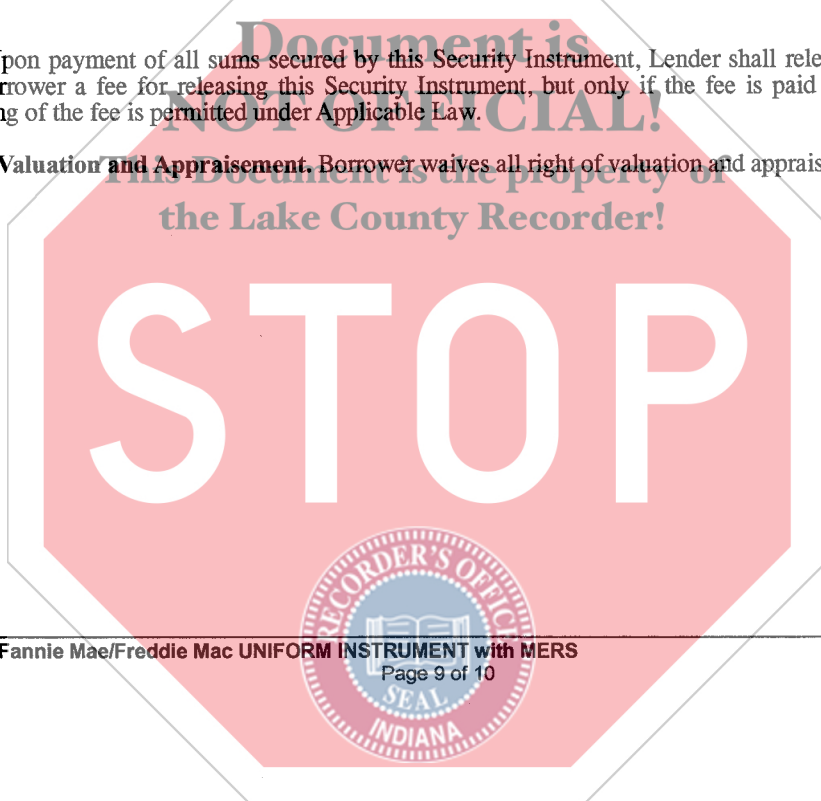 Document is
pon payment of all sums secured by this Security Instrument, Lender shall rele
rrower a fee for releasing this Security Instrument, but only if the fee is paid
NOT OFFICIAL!
g of the fee is permitted under Applicable Law.
Valuation and Appraisement. Borrower waives all right of valuation and apprais
This Document is the property of
the Lake County Recorder!
STOP
RECORDER'S OFFICE
Fannie Mae/Freddie Mac UNIFORM INSTRUMENT with MERS
Page 9 of 10
SEAL
INDIANA